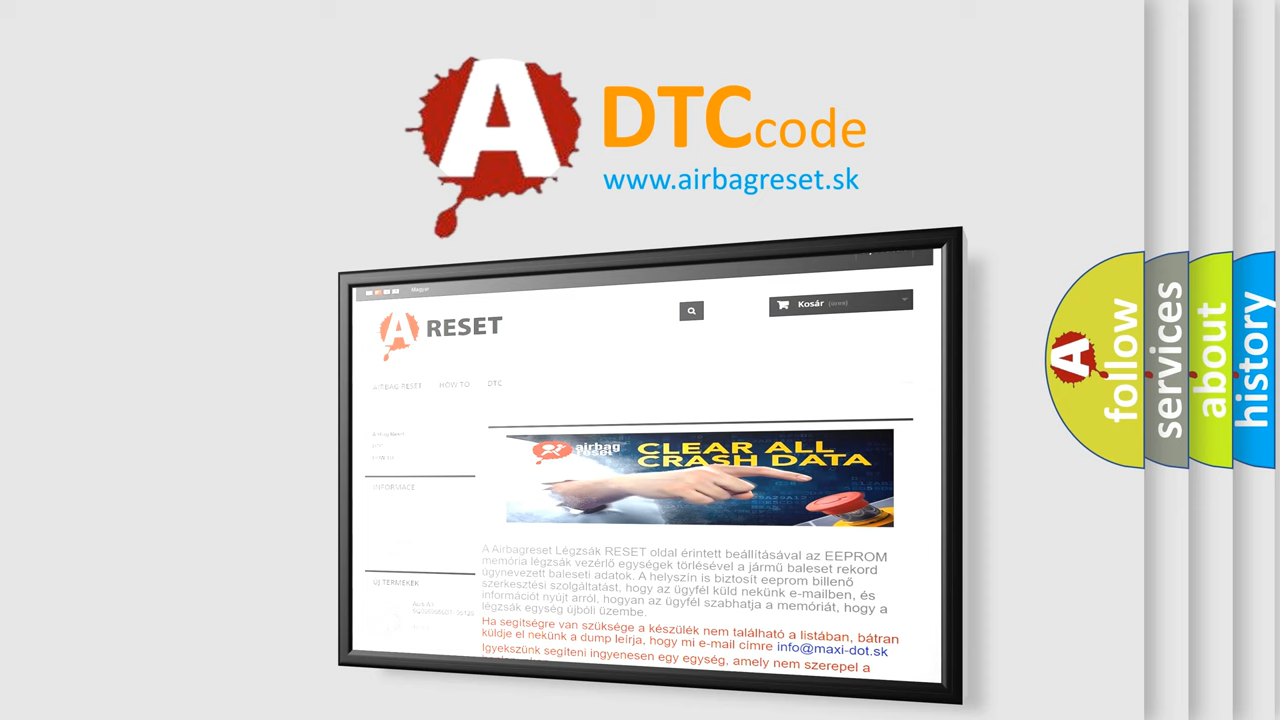 A
DTC code
www.airbagreset.sk
Magyar
A RESET
Kosár (üres)
AIRBAG RESET HOW TO DTC
INFORMACE
ÚJ TERMÉKEK
airbag
reset
CLEAR ALL
CRASH DATA
A Airbagreset Légzsák RESET oldal érintett beállításával az EEPROM
memória légzsák vezérlő egységek törlésével a jármű baleset rekord
úgynevezett baleseti adatok. A helyszín is biztosít eeprom billenő
szerkesztési szolgáltatást, hogy az ügyfél küld nekünk e-mailben, és
információt nyújt arról, hogyan az ügyfél szabhatja a memóriát, hogy a
légzsák egység újbóli üzembe.
Ha segítségre van szüksége a készülék nem található a listában, bátran
küldje el nekünk a dump leírja, hogy mi e-mail címre info@maxi-dot.sk
Igyekszünk segíteni ingyenesen egy egység, amely nem szerepel a
A
follow
services
about
history